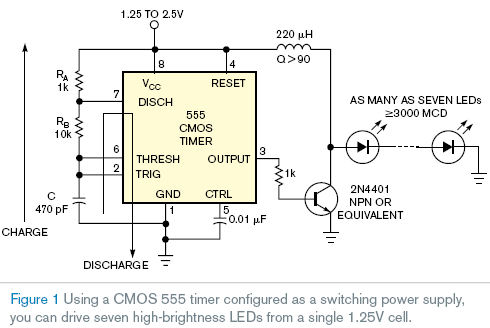 1.25 TO 2.5V
220 µH
Q>90
8
4
RA
1k
VCC
RESET
7
DISCH
AS MANY AS SEVEN LEDs
≥3000 MCD
555
CMOS
TIMER
RB
10k
6
THRESH
OUTPUT
3
2
TRIG
1k
2N4401
NPN OR
EQUIVALENT
C
470 pF
GND
CTRL
1
5
0.01 µF
CHARGE
DISCHARGE
Figure 1 Using a CMOS 555 timer configured as a switching power supply,
you can drive seven high-brightness LEDs from a single 1.25V cell.